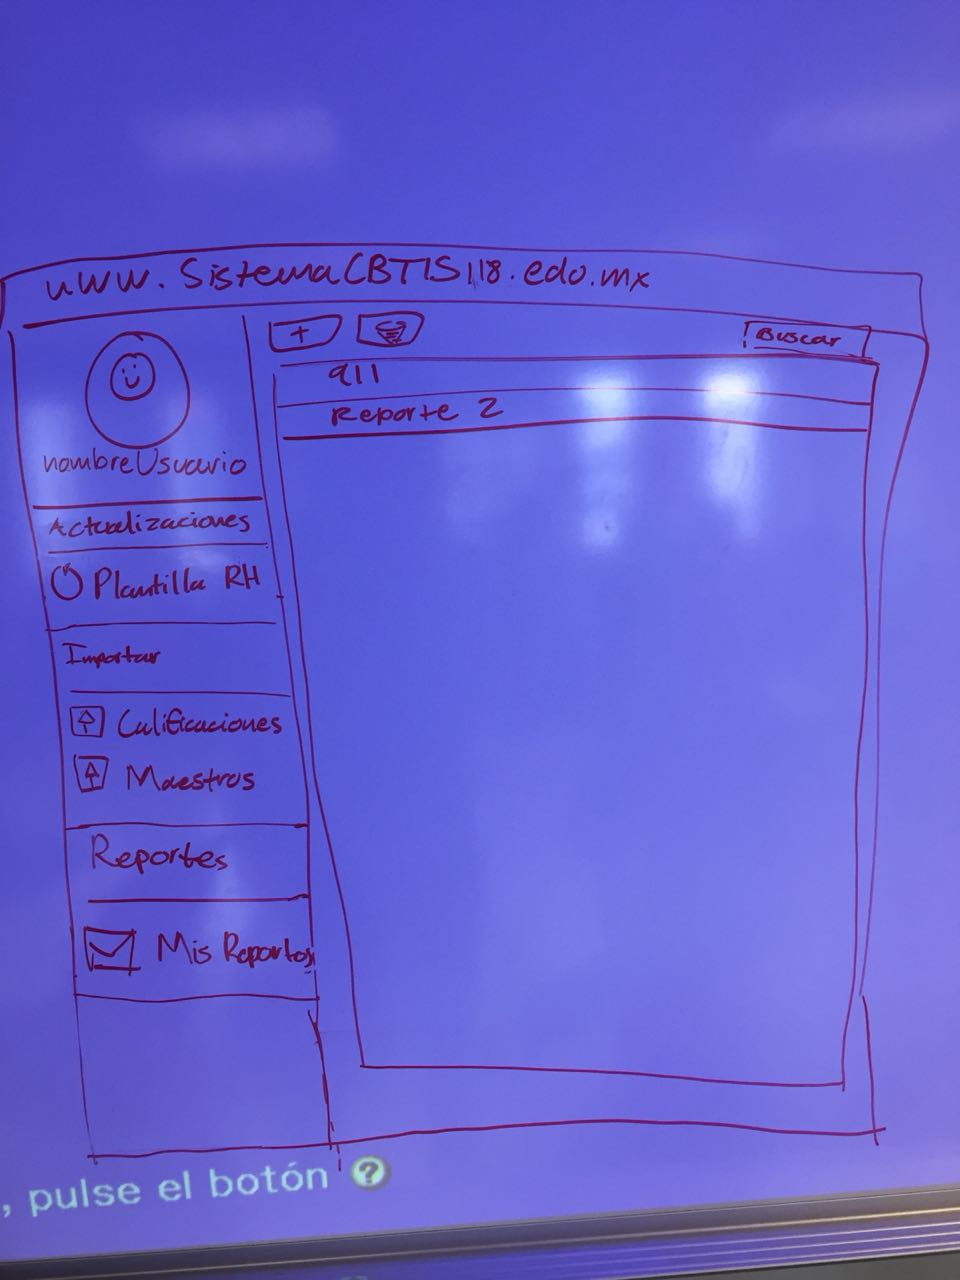 www.SistemaCBTIS118.edu.mx
+
Buscar
911
Reporte 2
nombreUsuario
Actualizaciones
Plantilla RH
Importar
Calificaciones
Maestros
Reportes
Mis Reportes
, pulse el botón ?